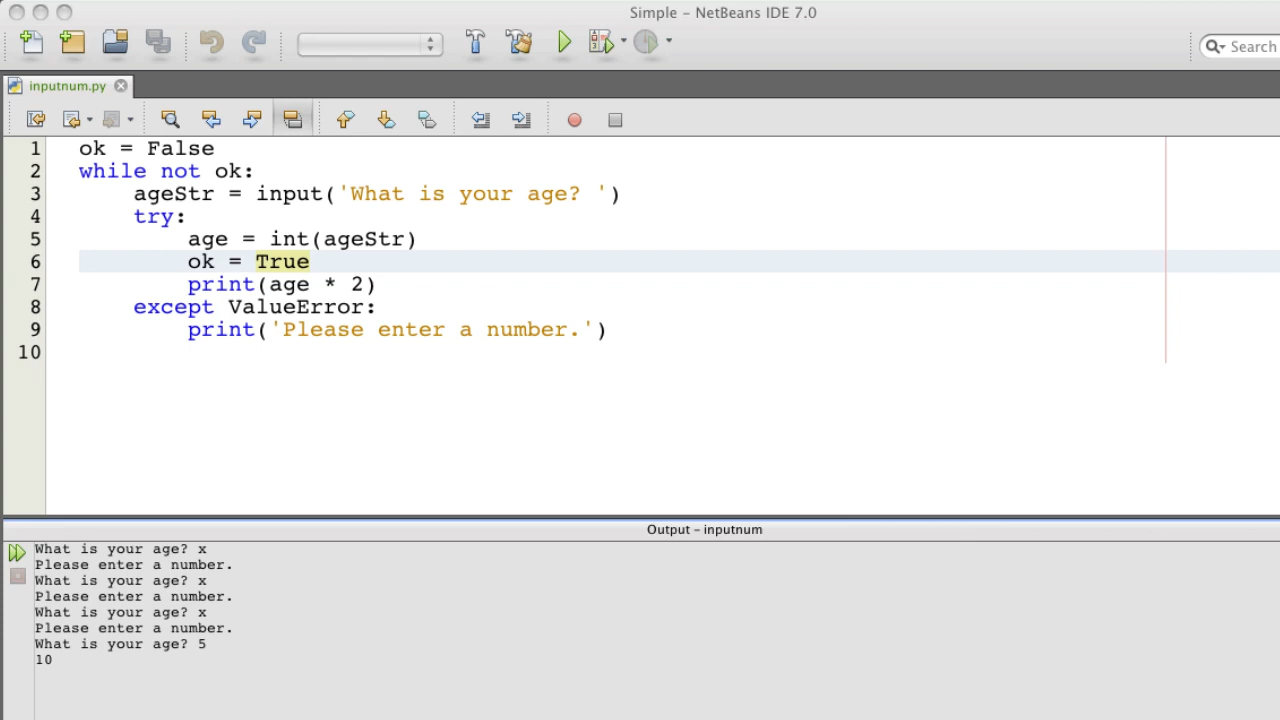 Simple – NetBeans IDE 7.0
Search
inputnum.py
1 ok = False
2 while not ok:
3     ageStr = input('What is your age? ')
4     try:
5         age = int(ageStr)
6         ok = True
7         print(age * 2)
8     except ValueError:
9         print('Please enter a number.')
10
Output – inputnum
What is your age? x
Please enter a number.
What is your age? x
Please enter a number.
What is your age? x
Please enter a number.
What is your age? 5
10